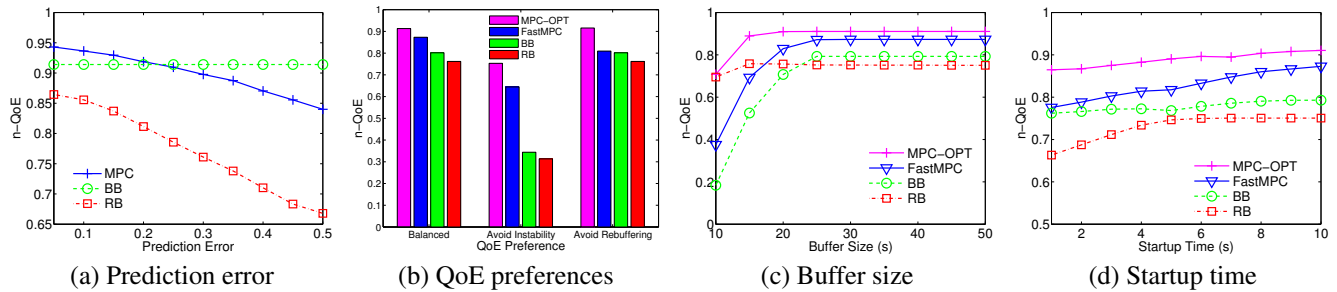 0.95
0.9
0.85
0.8
0.75
0.7
0.65
n−QoE
0.1 0.2 0.3 0.4 0.5
Prediction Error
MPC
BB
RB
(a) Prediction error
1
0.9
0.8
0.7
0.6
0.5
0.4
0.3
0.2
0.1
0
n−QoE
MPC−OPT
FastMPC
BB
RB
Balanced Avoid Instability Avoid Rebuffering
QoE Preference
(b) QoE preferences
1
0.8
0.6
0.4
0.2
0
n−QoE
10 15 20 25 30 35 40 45 50
Buffer Size (s)
MPC−OPT
FastMPC
BB
RB
(c) Buffer size
1
0.9
0.8
0.7
0.6
0.5
n−QoE
2 4 6 8 10
Startup Time (s)
MPC−OPT
FastMPC
BB
RB
(d) Startup time